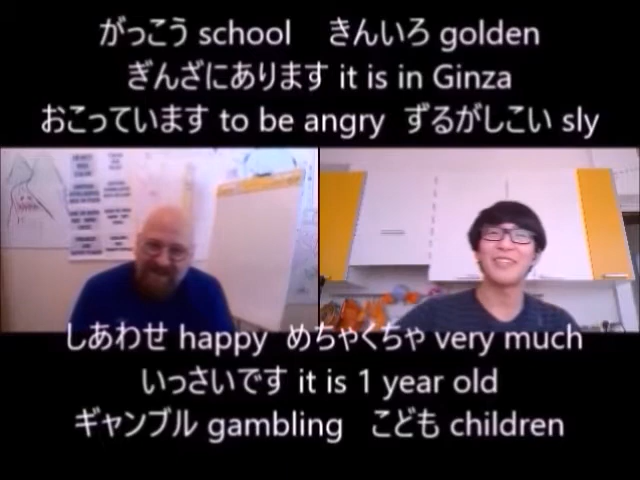 がっこう school きんいろ golden
ぎんざにあります it is in Ginza
おこっています to be angry ずるがしこい sly
しあわせ happy めちゃくちゃ very much
いっさいです it is 1 year old
ギャンブル gambling こども children